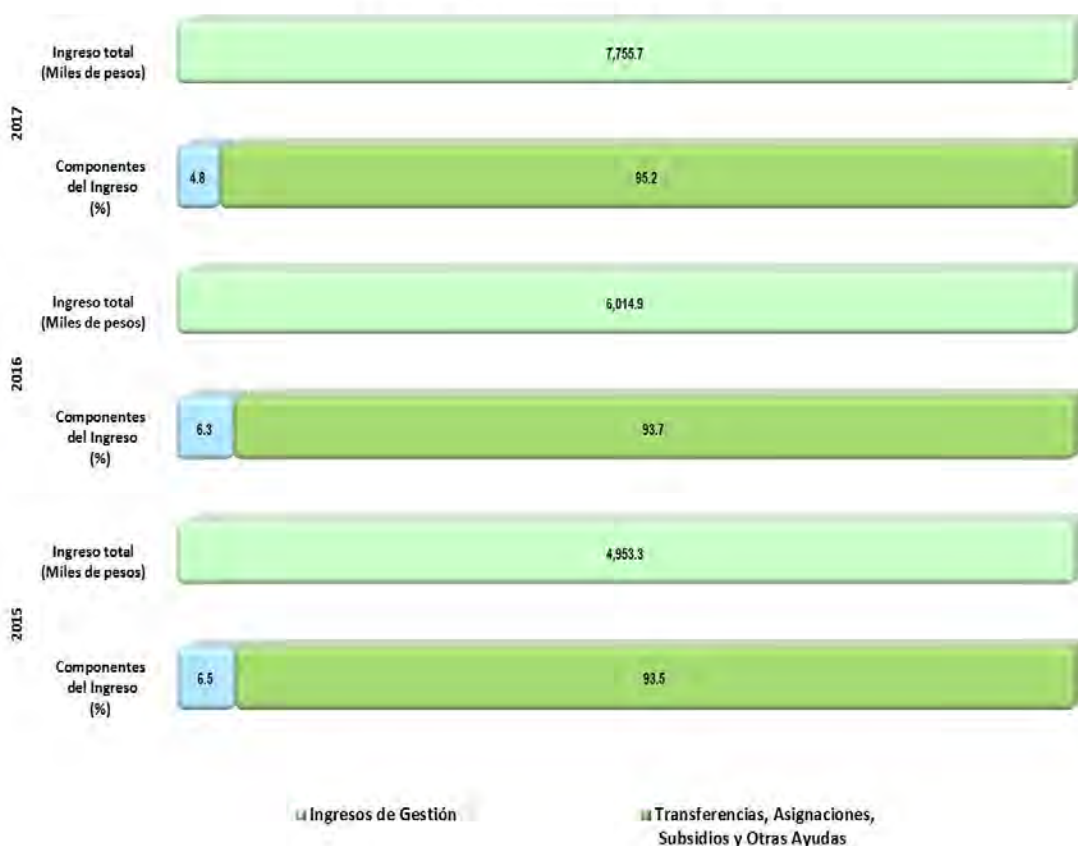 2017
Ingreso total
(Miles de pesos)
7,755.7
Componentes
del Ingreso
(%)
4.8
95.2
2016
Ingreso total
(Miles de pesos)
6,014.9
Componentes
del Ingreso
(%)
6.3
93.7
2015
Ingreso total
(Miles de pesos)
4,953.3
Componentes
del Ingreso
(%)
6.5
93.5
Ingresos de Gestión
Transferencias, Asignaciones,
Subsidios y Otras Ayudas